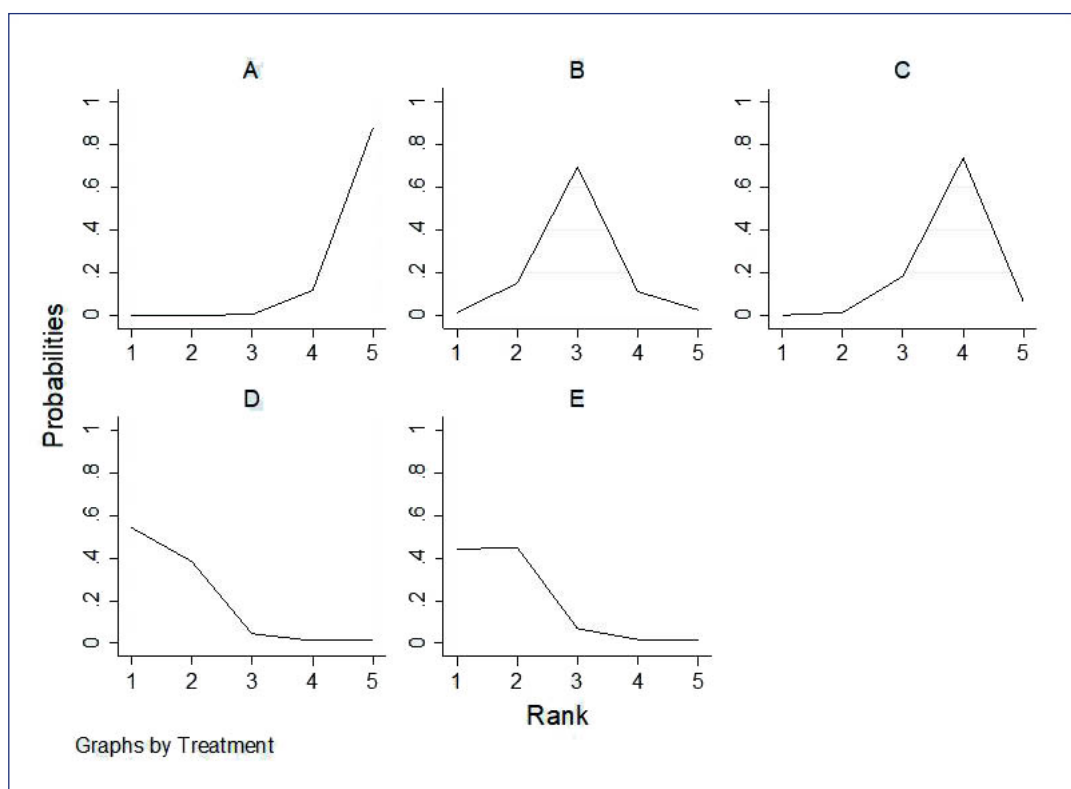 A B C
1 1 1
.8 .8 .8
.6 .6 .6
.4 .4 .4
.2 .2 .2
0 0 0
1 2 3 4 5 1 2 3 4 5 1 2 3 4 5
Probabilities
D E
1 1
.8 .8
.6 .6
.4 .4
.2 .2
0 0
1 2 3 4 5 1 2 3 4 5
Rank
Graphs by Treatment